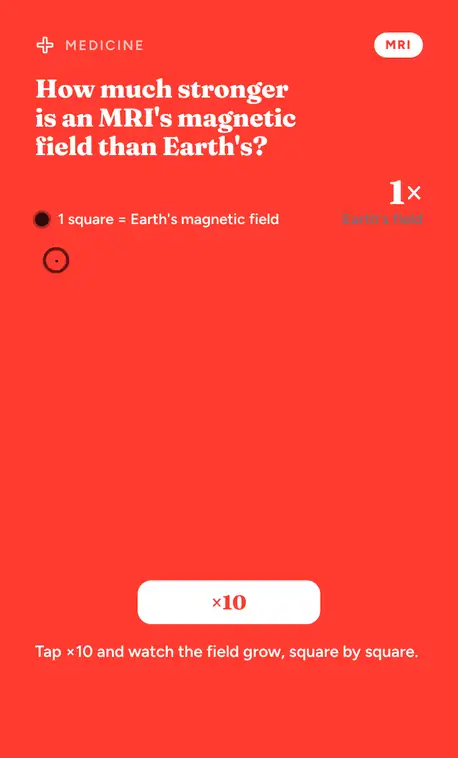 MEDICINE
MRI
How much stronger
is an MRI's magnetic
field than Earth's?
1×
Earth's field
1 square = Earth's magnetic field
×10
Tap ×10 and watch the field grow, square by square.